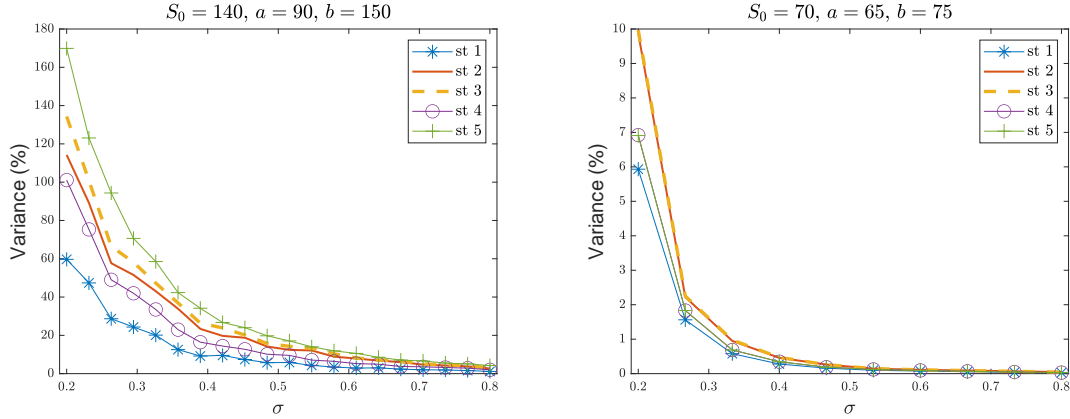 S₀ = 140, a = 90, b = 150
180
160
140
120
100
80
60
40
20
0
Variance (%)
0.2 0.3 0.4 0.5 0.6 0.7 0.8
σ
st 1
st 2
st 3
st 4
st 5
S₀ = 70, a = 65, b = 75
10
9
8
7
6
5
4
3
2
1
0
Variance (%)
0.2 0.3 0.4 0.5 0.6 0.7 0.8
σ
st 1
st 2
st 3
st 4
st 5